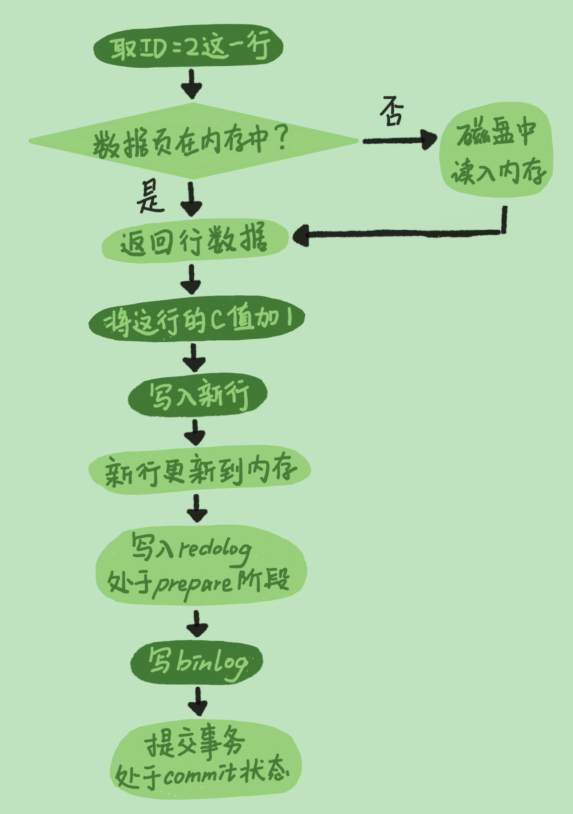 取ID=2这一行
数据页在内存中?
否
磁盘中
读入内存
是
返回行数据
将这行的C值加1
写入新行
新行更新到内存
写入redolog
处于prepare阶段
写binlog
提交事务
处于commit状态